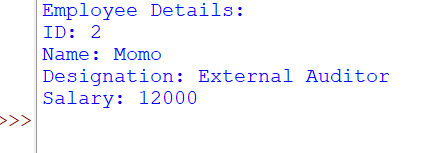 Employee Details:
ID: 2
Name: Momo
Designation: External Auditor
Salary: 12000
>>>